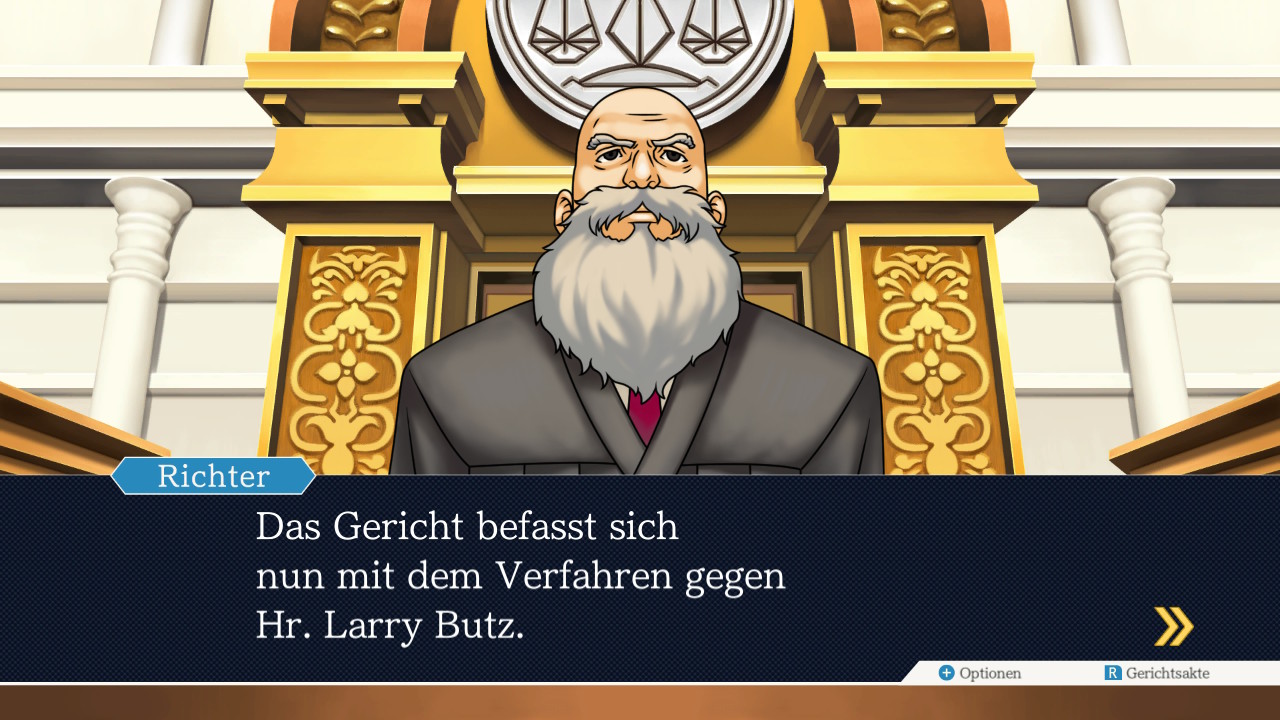 Richter
Das Gericht befasst sich
nun mit dem Verfahren gegen
Hr. Larry Butz.
+ Optionen
R Gerichtsakte